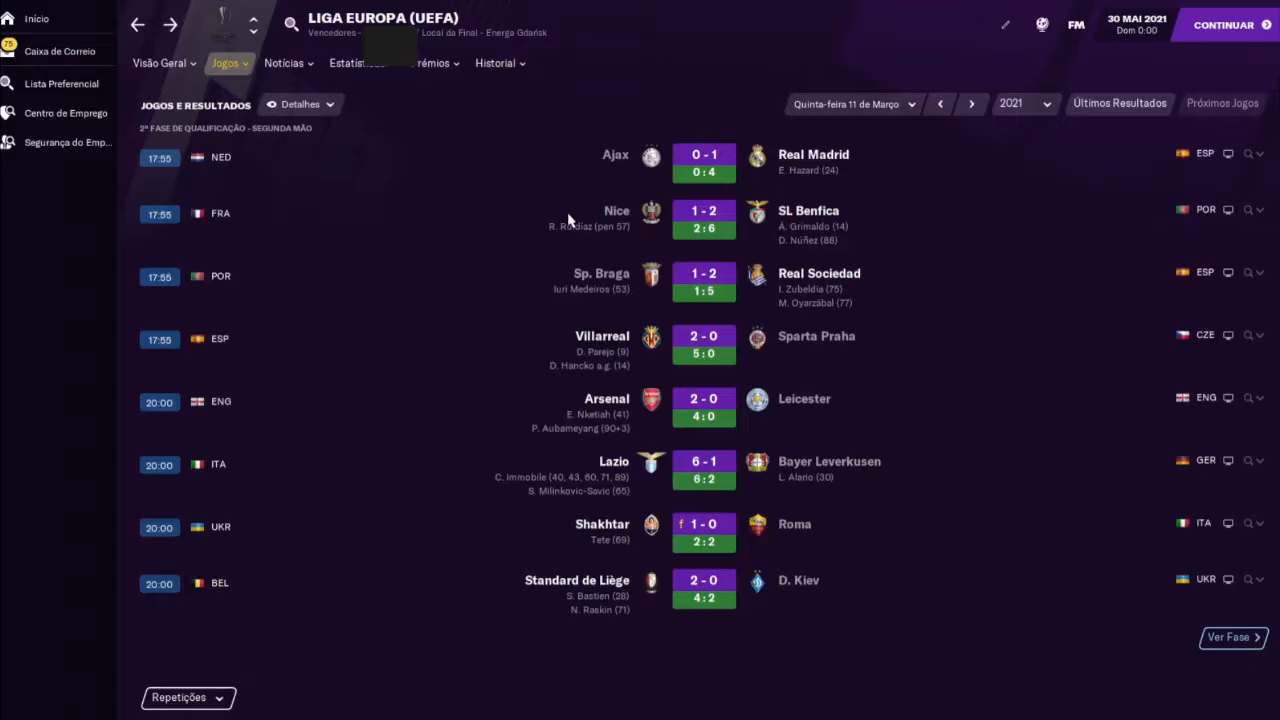 Início
75
Caixa de Correio
Lista Preferencial
Centro de Emprego
Segurança do Emp...
LIGA EUROPA (UEFA)
Vencedores - / Local da Final - Energa Gdańsk
FM
30 MAI 2021
Dom 0:00
CONTINUAR
Visão Geral
Jogos
Notícias
Historial
JOGOS E RESULTADOS
Detalhes
Quinta-feira 11 de Março
2021
Últimos Resultados
Próximos Jogos
2ª FASE DE QUALIFICAÇÃO - SEGUNDA MÃO
17:55 NED Ajax 0 - 1 Real Madrid ESP
0 : 4 E. Hazard (24)
17:55 FRA Nice 1 - 2 SL Benfica POR
R. Ruidíaz (pen 57) 2 : 6 Á. Grimaldo (14)
D. Núñez (88)
17:55 POR Sp. Braga 1 - 2 Real Sociedad ESP
Iuri Medeiros (53) 1 : 5 I. Zubeldia (75)
M. Oyarzábal (77)
17:55 ESP Villarreal 2 - 0 Sparta Praha CZE
D. Parejo (9) 5 : 0
D. Hancko a.g. (14)
20:00 ENG Arsenal 2 - 0 Leicester ENG
E. Nketiah (41) 4 : 0
P. Aubameyang (90+3)
20:00 ITA Lazio 6 - 1 Bayer Leverkusen GER
C. Immobile (40, 43, 60, 71, 89) 6 : 2 L. Alario (30)
S. Milinkovic-Savic (65)
20:00 UKR Shakhtar f 1 - 0 Roma ITA
Tete (69) 2 : 2
20:00 BEL Standard de Liège 2 - 0 D. Kiev UKR
S. Bastien (28) 4 : 2
N. Raskin (71)
Ver Fase
Repetições